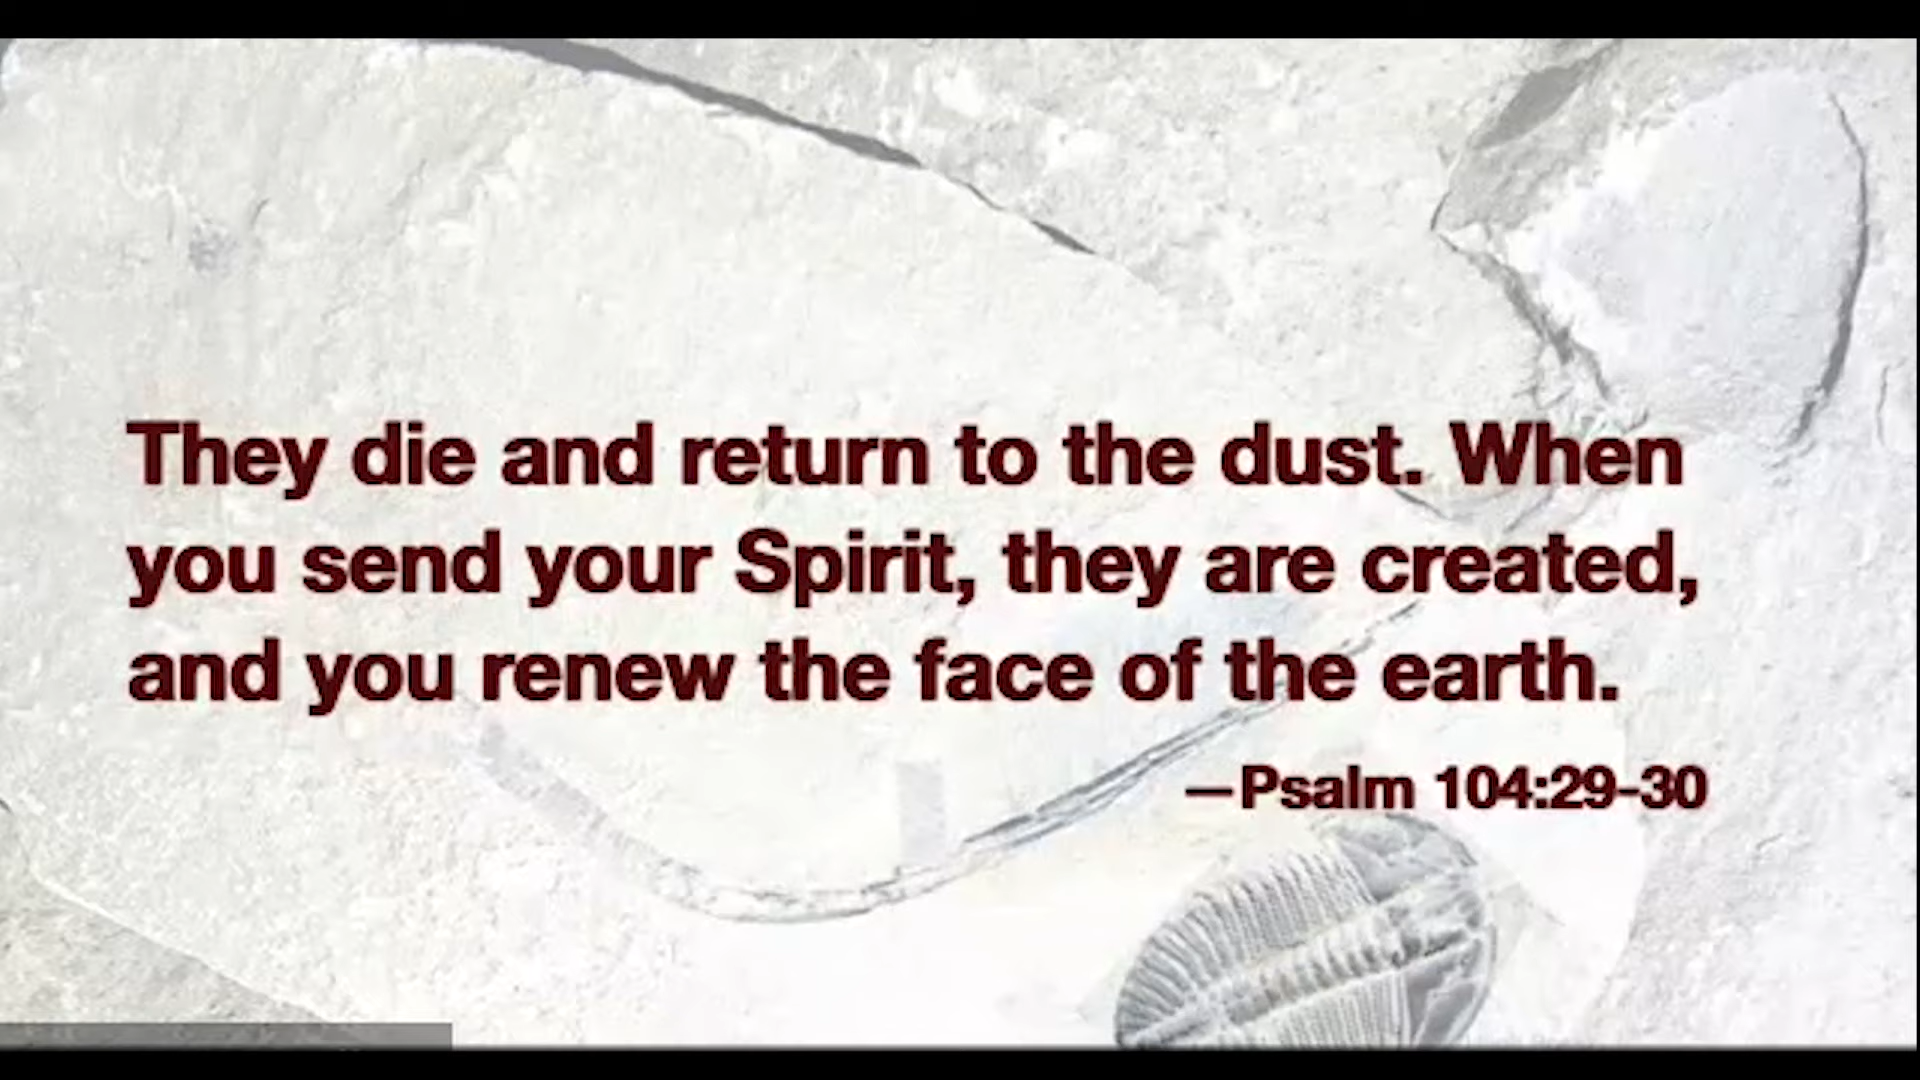 They die and return to the dust. When
you send your Spirit, they are created,
and you renew the face of the earth.
—Psalm 104:29-30